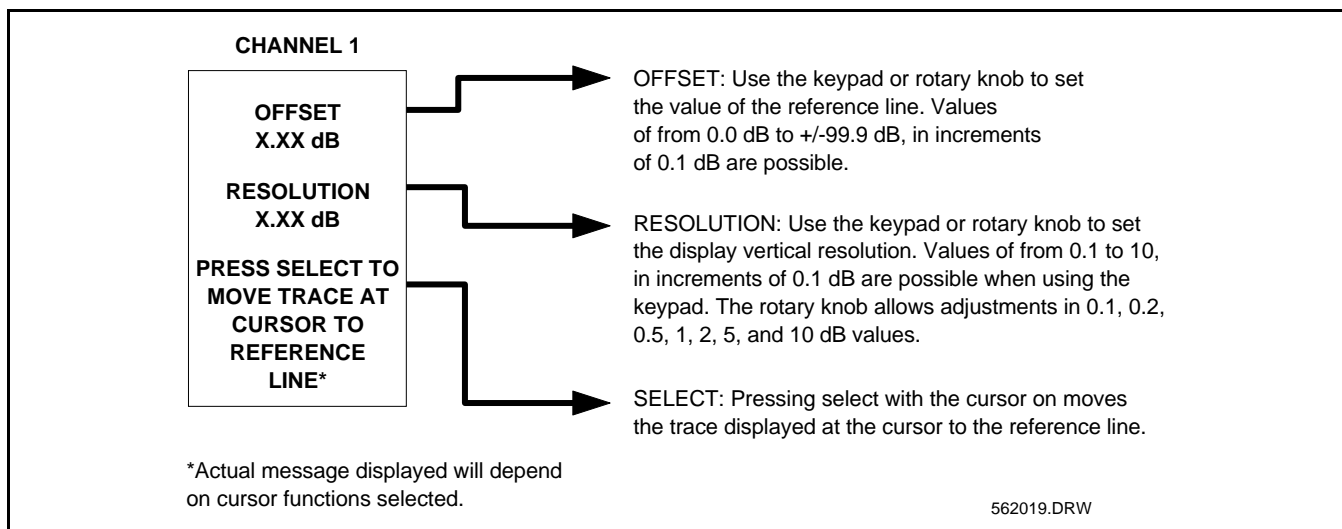 CHANNEL 1
OFFSET
X.XX dB
RESOLUTION
X.XX dB
PRESS SELECT TO
MOVE TRACE AT
CURSOR TO
REFERENCE
LINE*
OFFSET: Use the keypad or rotary knob to set
the value of the reference line. Values
of from 0.0 dB to +/-99.9 dB, in increments
of 0.1 dB are possible.
RESOLUTION: Use the keypad or rotary knob to set
the display vertical resolution. Values of from 0.1 to 10,
in increments of 0.1 dB are possible when using the
keypad. The rotary knob allows adjustments in 0.1, 0.2,
0.5, 1, 2, 5, and 10 dB values.
SELECT: Pressing select with the cursor on moves
the trace displayed at the cursor to the reference line.
*Actual message displayed will depend
on cursor functions selected.
562019.DRW